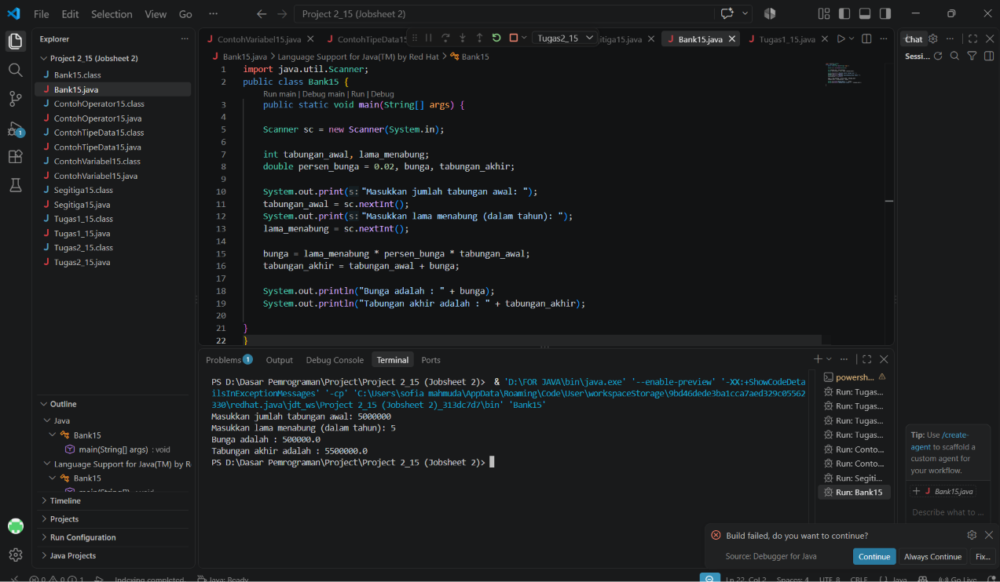 File Edit Selection View Go ··· Project 2_15 (Jobsheet 2)
Explorer
Project 2_15 (Jobsheet 2)
Bank15.class
Bank15.java
ContohOperator15.class
ContohOperator15.java
ContohTipeData15.class
ContohTipeData15.java
ContohVariabel15.class
ContohVariabel15.java
Segitiga15.class
Segitiga15.java
Tugas1_15.class
Tugas1_15.java
Tugas2_15.class
Tugas2_15.java
1
Outline
Java
Bank15
main(String[] args) : void
Language Support for Java(TM) by R
Bank15
Timeline
Projects
Run Configuration
Java Projects
ContohVariabel15.java ContohTipeData1 Tugas2_15 itiga15.java Bank15.java Tugas1_15.java
Bank15.java > Language Support for Java(TM) by Red Hat > Bank15
1 import java.util.Scanner;
2 public class Bank15 {
Run main | Debug main | Run | Debug
3 public static void main(String[] args) {
4
5 Scanner sc = new Scanner(System.in);
6
7 int tabungan_awal, lama_menabung;
8 double persen_bunga = 0.02, bunga, tabungan_akhir;
9
10 System.out.print(s: "Masukkan jumlah tabungan awal: ");
11 tabungan_awal = sc.nextInt();
12 System.out.print(s: "Masukkan lama menabung (dalam tahun): ");
13 lama_menabung = sc.nextInt();
14
15 bunga = lama_menabung * persen_bunga * tabungan_awal;
16 tabungan_akhir = tabungan_awal + bunga;
17
18 System.out.println("Bunga adalah : " + bunga);
19 System.out.println("Tabungan akhir adalah : " + tabungan_akhir);
20
21 }
22 }
Problems 1 Output Debug Console Terminal Ports
PS D:\Dasar Pemrograman\Project\Project 2_15 (Jobsheet 2)> & 'D:\FOR JAVA\bin\java.exe' '--enable-preview' '-XX:+ShowCodeDeta
ilsInExceptionMessages' '-cp' 'C:\Users\sofia mahmuda\AppData\Roaming\Code\User\workspaceStorage\9bd46dede3ba1cca7aed329c05562
330\redhat.java\jdt_ws\Project 2_15 (Jobsheet 2)_313dc7d7\bin' 'Bank15'
Masukkan jumlah tabungan awal: 5000000
Masukkan lama menabung (dalam tahun): 5
Bunga adalah : 500000.0
Tabungan akhir adalah : 5500000.0
PS D:\Dasar Pemrograman\Project\Project 2_15 (Jobsheet 2)>
powersh...
Run: Tugas...
Run: Tugas...
Run: Tugas...
Run: Tugas...
Run: Conto...
Run: Conto...
Run: Segiti...
Run: Bank15
Chat
Sessi...
Tip: Use /create-
agent to scaffold a
custom agent for
your workflow.
Bank15.java
Describe what to ...
Build failed, do you want to continue?
Source: Debugger for Java
Continue Always Continue Fix...
0 0 1 Indexing completed. Java: Ready Ln 22, Col 2 Spaces: 4 UTF-8 CRLF Java Go Live